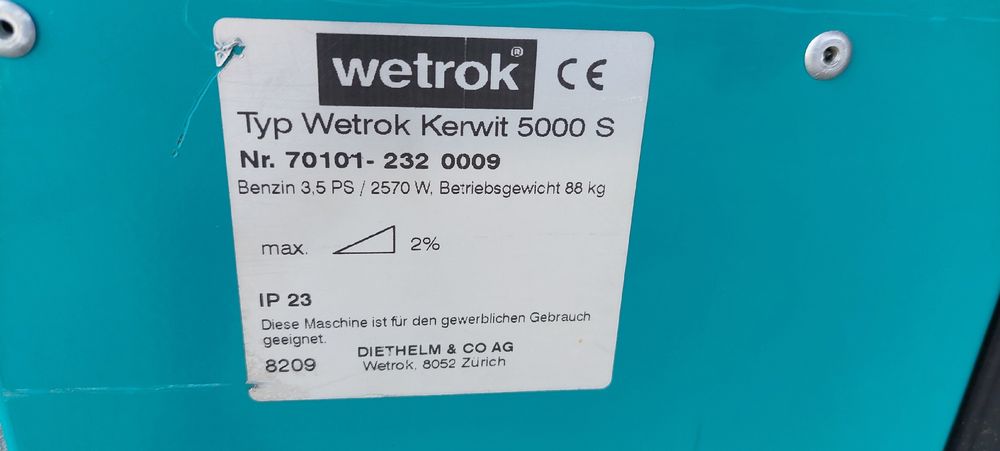 wetrok® CE
Typ Wetrok Kerwit 5000 S
Nr. 70101-232 0009
Benzin 3,5 PS / 2570 W, Betriebsgewicht 88 kg
max. 2%
IP 23
Diese Maschine ist für den gewerblichen Gebrauch
geeignet.
DIETHELM & CO AG
8209 Wetrok, 8052 Zürich